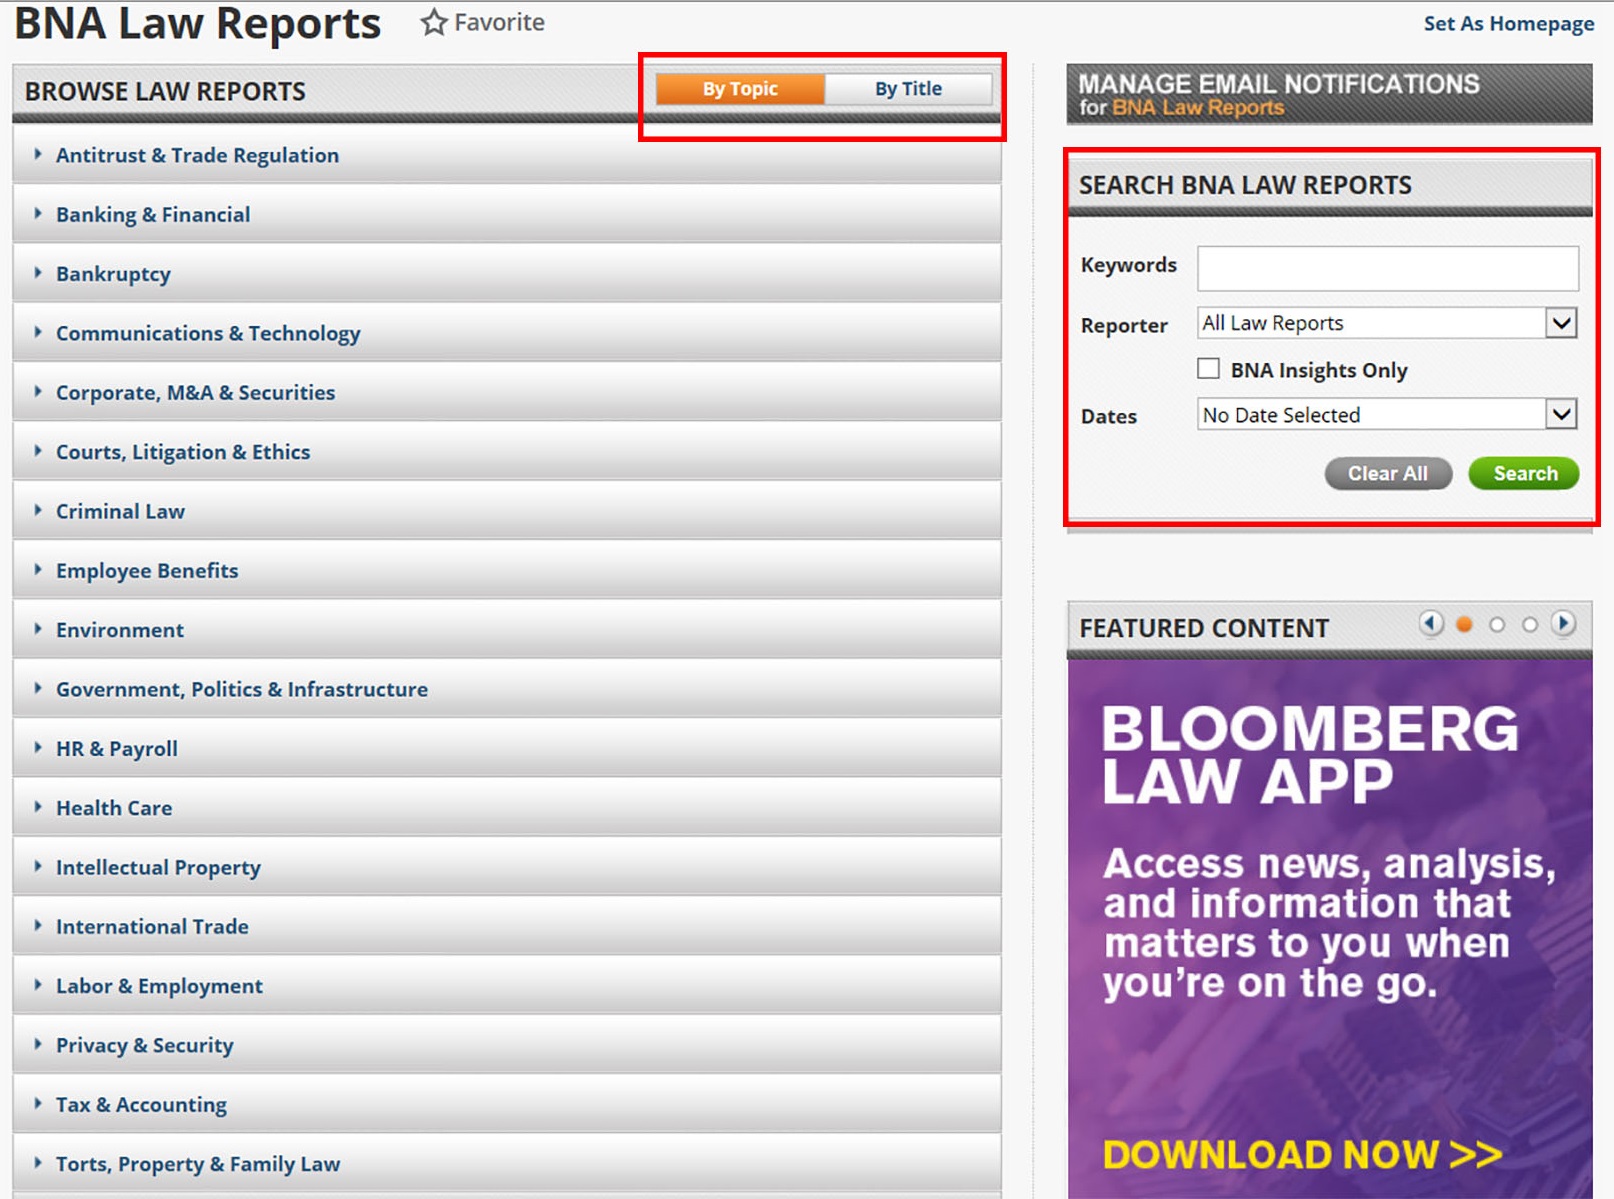 BNA Law Reports
Favorite
Set As Homepage
BROWSE LAW REPORTS
By Topic
By Title
Antitrust & Trade Regulation
Banking & Financial
Bankruptcy
Communications & Technology
Corporate, M&A & Securities
Courts, Litigation & Ethics
Criminal Law
Employee Benefits
Environment
Government, Politics & Infrastructure
HR & Payroll
Health Care
Intellectual Property
International Trade
Labor & Employment
Privacy & Security
Tax & Accounting
Torts, Property & Family Law
MANAGE EMAIL NOTIFICATIONS
for BNA Law Reports
SEARCH BNA LAW REPORTS
Keywords
Reporter
All Law Reports
BNA Insights Only
Dates
No Date Selected
Clear All
Search
FEATURED CONTENT
BLOOMBERG
LAW APP
Access news, analysis,
and information that
matters to you when
you're on the go.
DOWNLOAD NOW >>